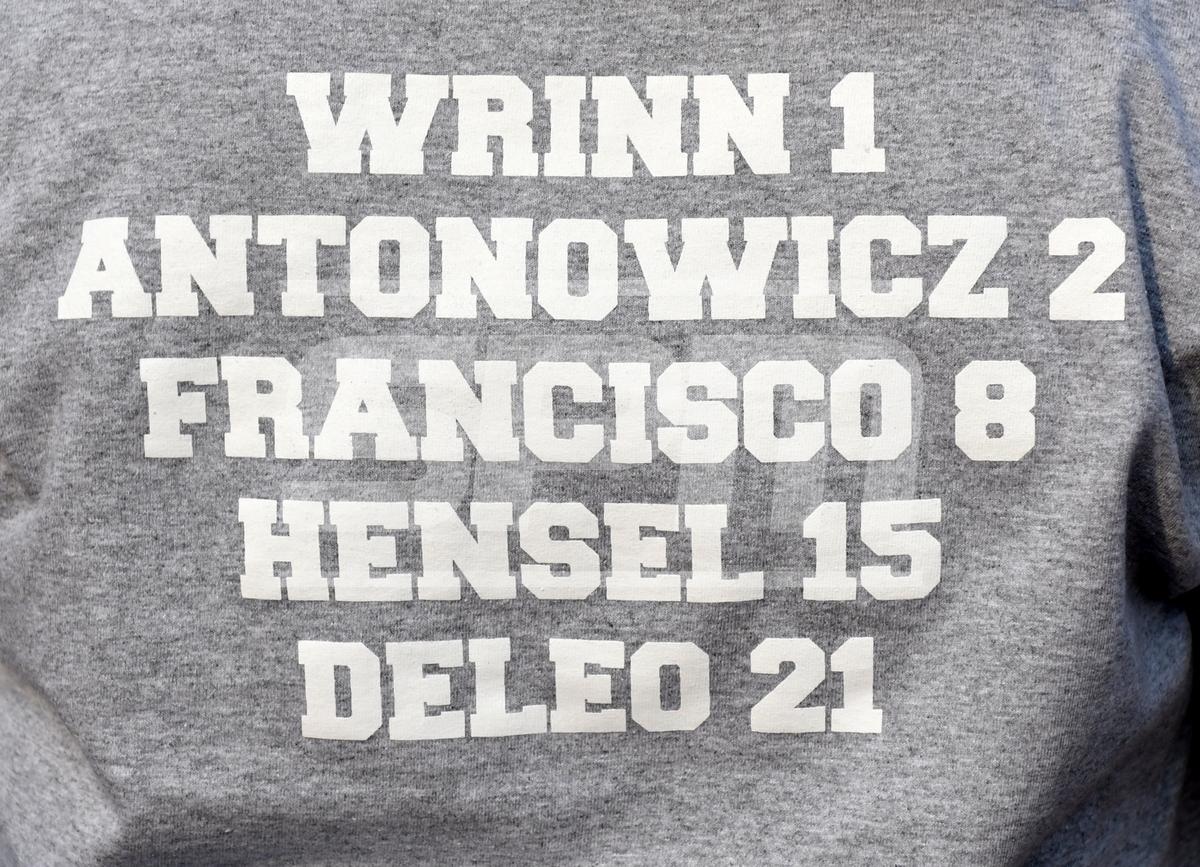 WRINN 1
ANTONOWICZ 2
FRANCISCO 8
HENSEL 15
DELEO 21